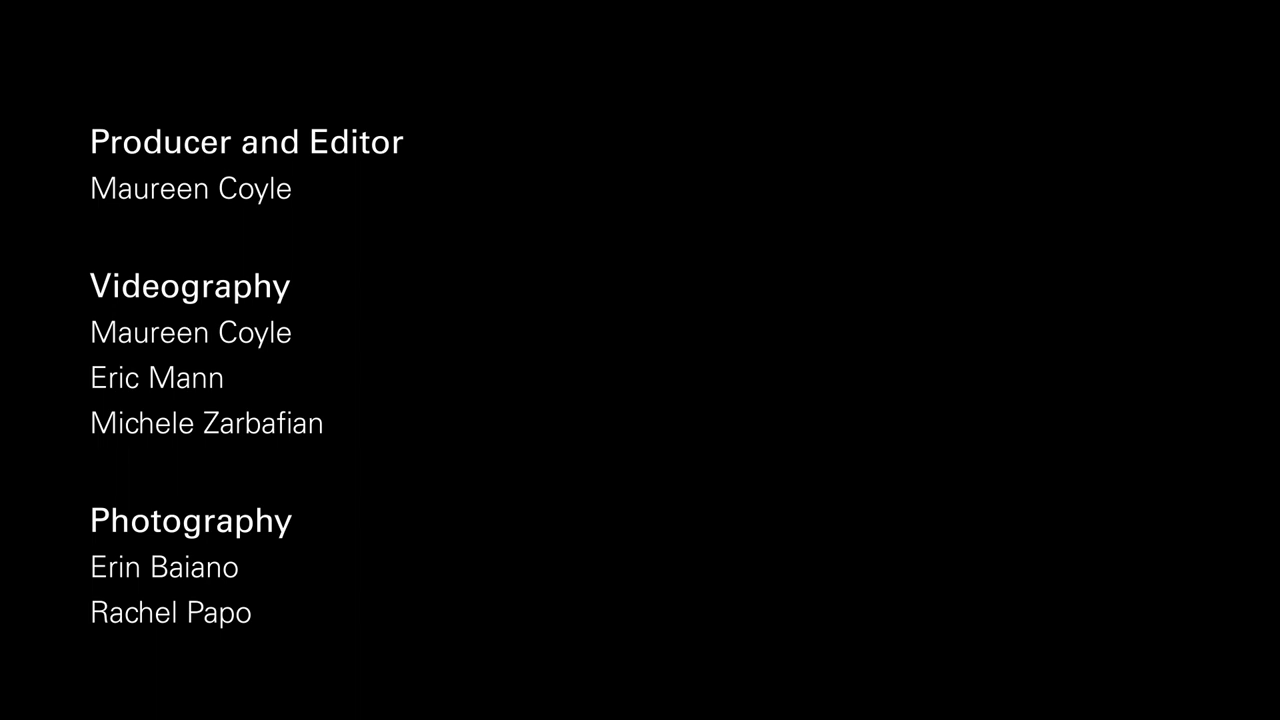 Producer and Editor
Maureen Coyle
Videography
Maureen Coyle
Eric Mann
Michele Zarbafian
Photography
Erin Baiano
Rachel Papo